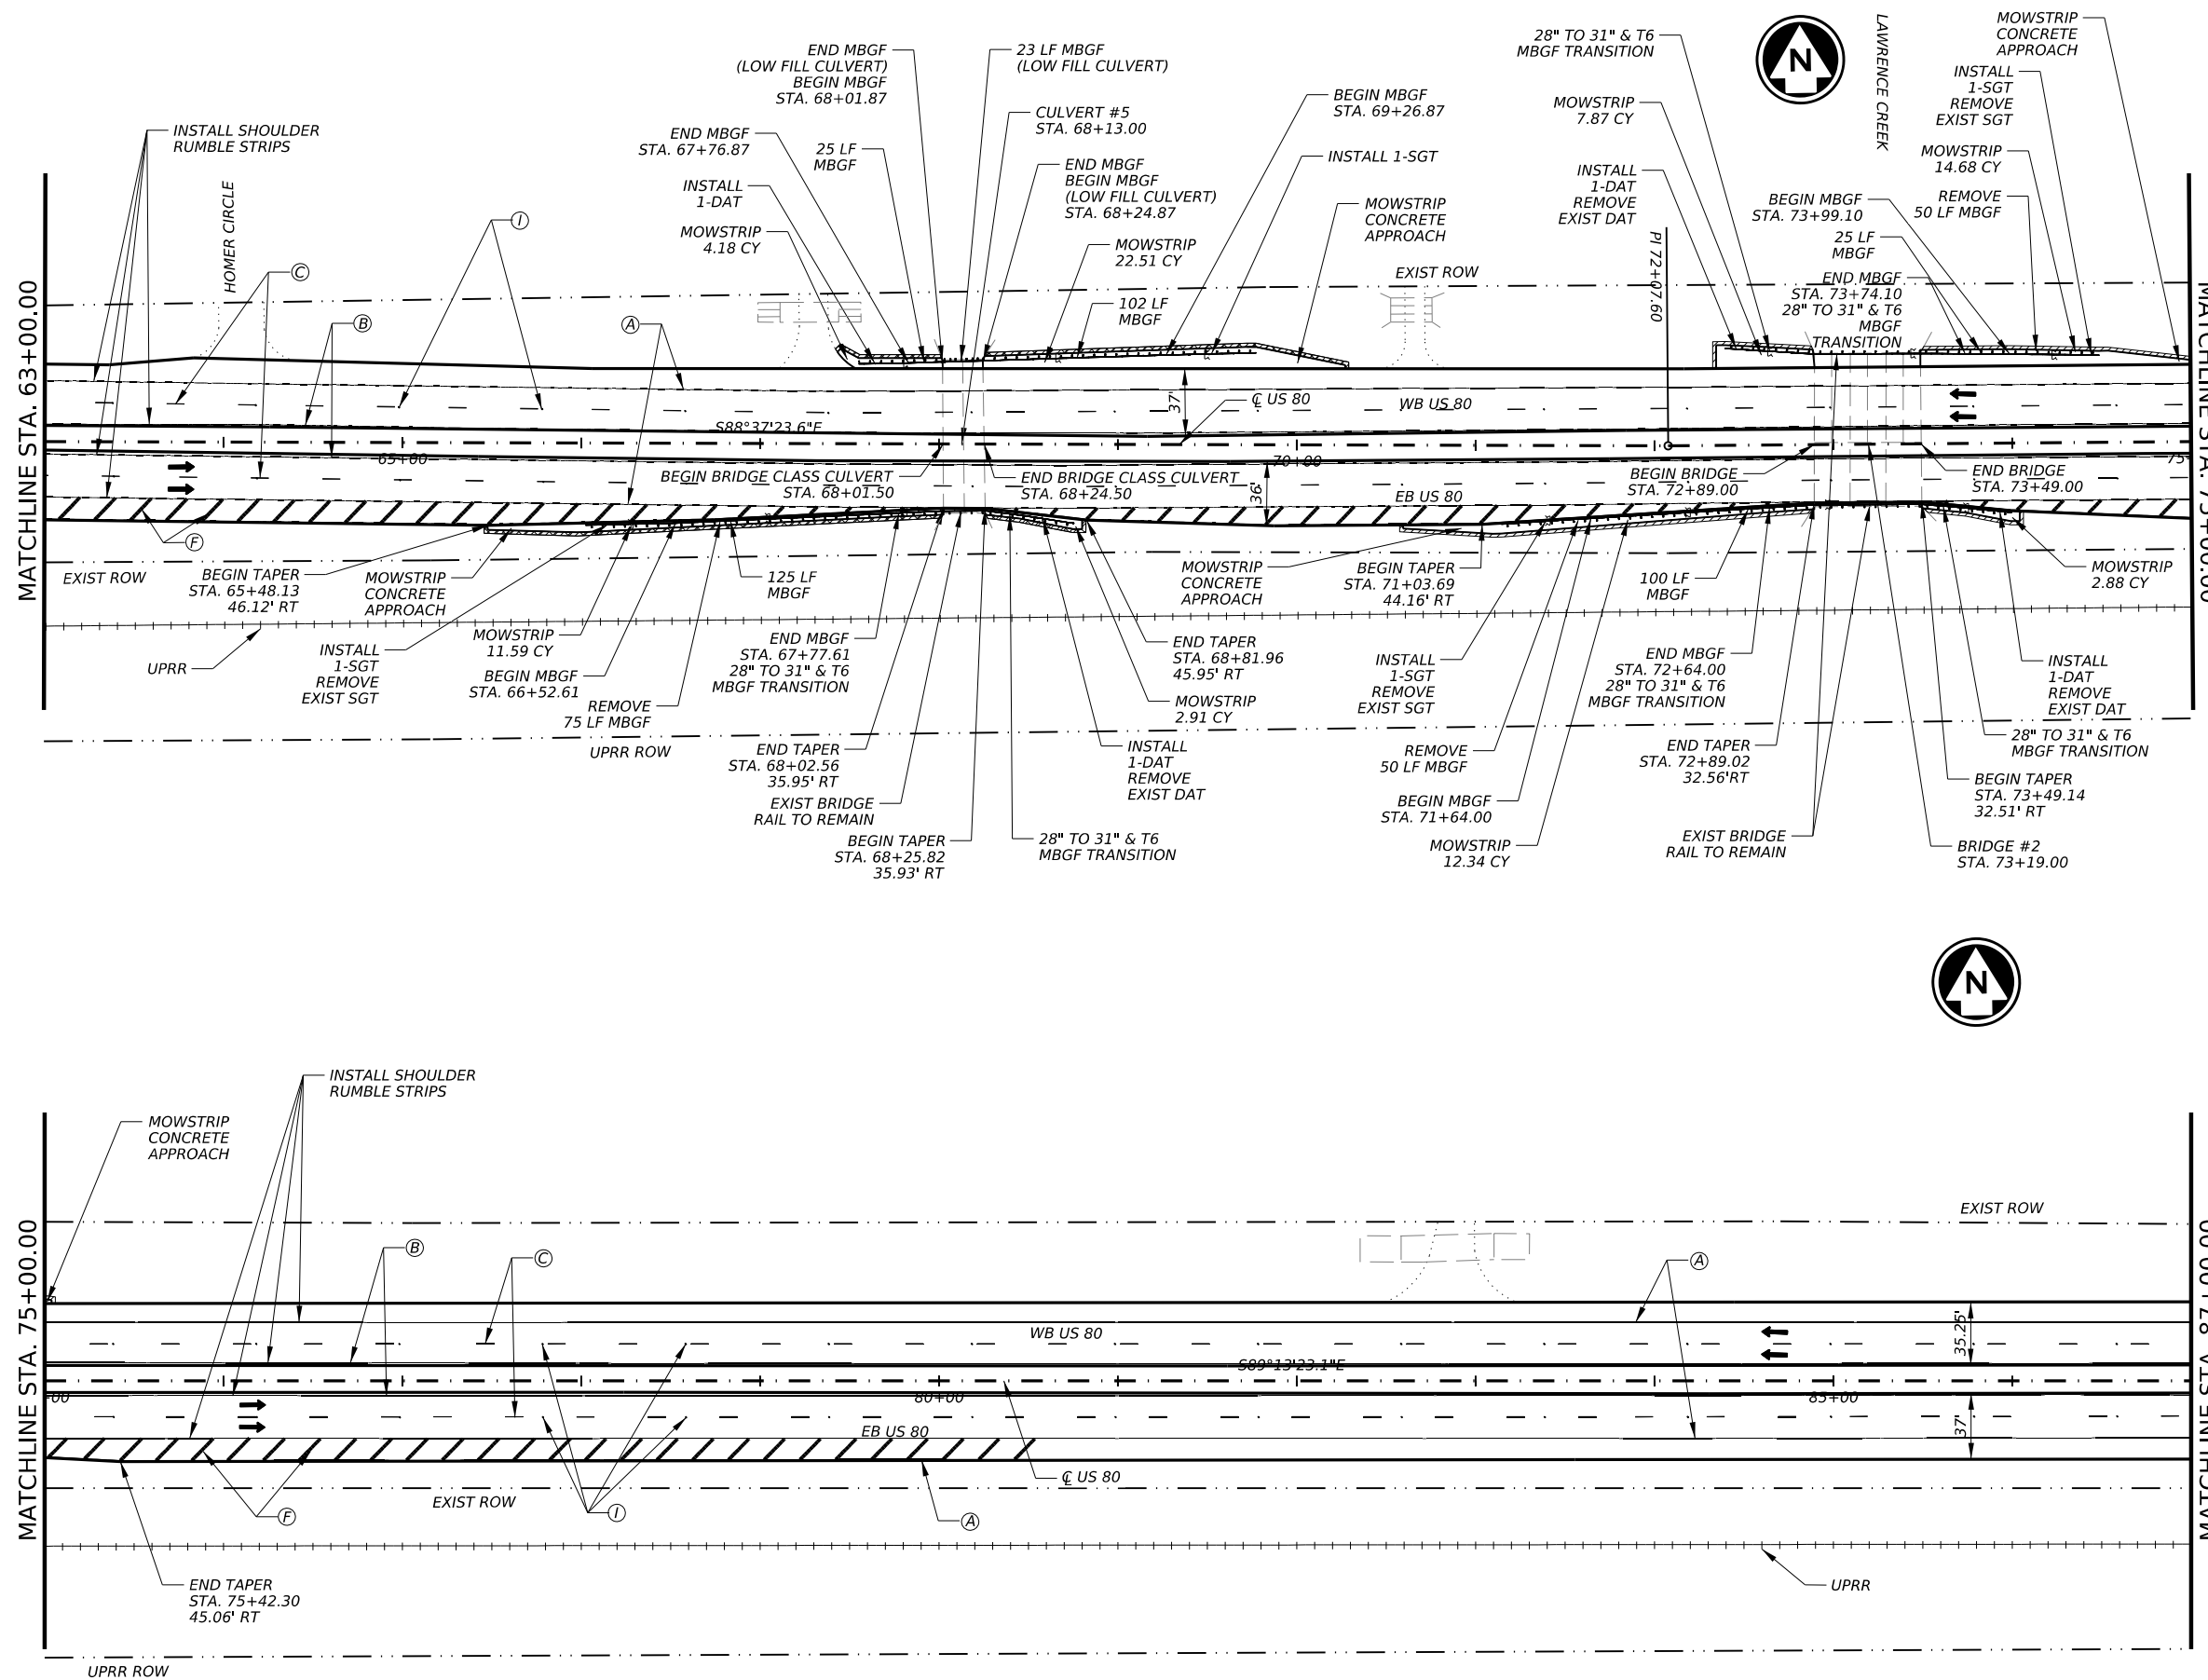 END MBGF
(LOW FILL CULVERT)
BEGIN MBGF
STA. 68+01.87
23 LF MBGF
(LOW FILL CULVERT)
28" TO 31" & T6
MBGF TRANSITION
N
LAWRENCE CREEK
MOWSTRIP
CONCRETE
APPROACH
INSTALL
1-SGT
REMOVE
EXIST SGT
INSTALL SHOULDER
RUMBLE STRIPS
END MBGF
STA. 67+76.87
25 LF
MBGF
CULVERT #5
STA. 68+13.00
BEGIN MBGF
STA. 69+26.87
MOWSTRIP
7.87 CY
INSTALL 1-SGT
END MBGF
BEGIN MBGF
(LOW FILL CULVERT)
STA. 68+24.87
INSTALL
1-DAT
REMOVE
EXIST DAT
MOWSTRIP
14.68 CY
HOMER CIRCLE
I
C
B
A
INSTALL
1-DAT
MOWSTRIP
4.18 CY
MOWSTRIP
22.51 CY
MOWSTRIP
CONCRETE
APPROACH
102 LF
MBGF
EXIST ROW
PI 72+07.60
BEGIN MBGF
STA. 73+99.10
REMOVE
50 LF MBGF
25 LF
MBGF
END MBGF
STA. 73+74.10
28" TO 31" & T6
MBGF
TRANSITION
MATCHLINE STA. 63+00.00
MATCHLINE STA. 75+00.00
37'
℄ US 80
WB US 80
S88°37'23.6"E
65+00
70+00
75+
BEGIN BRIDGE CLASS CULVERT
STA. 68+01.50
END BRIDGE CLASS CULVERT
STA. 68+24.50
36'
EB US 80
BEGIN BRIDGE
STA. 72+89.00
END BRIDGE
STA. 73+49.00
F
EXIST ROW
BEGIN TAPER
STA. 65+48.13
46.12' RT
MOWSTRIP
CONCRETE
APPROACH
125 LF
MBGF
MOWSTRIP
CONCRETE
APPROACH
BEGIN TAPER
STA. 71+03.69
44.16' RT
100 LF
MBGF
MOWSTRIP
2.88 CY
UPRR
INSTALL
1-SGT
REMOVE
EXIST SGT
MOWSTRIP
11.59 CY
BEGIN MBGF
STA. 66+52.61
REMOVE
75 LF MBGF
END MBGF
STA. 67+77.61
28" TO 31" & T6
MBGF TRANSITION
END TAPER
STA. 68+81.96
45.95' RT
MOWSTRIP
2.91 CY
INSTALL
1-SGT
REMOVE
EXIST SGT
END MBGF
STA. 72+64.00
28" TO 31" & T6
MBGF TRANSITION
INSTALL
1-DAT
REMOVE
EXIST DAT
UPRR ROW
END TAPER
STA. 68+02.56
35.95' RT
EXIST BRIDGE
RAIL TO REMAIN
INSTALL
1-DAT
REMOVE
EXIST DAT
REMOVE
50 LF MBGF
END TAPER
STA. 72+89.02
32.56'RT
28" TO 31" & T6
MBGF TRANSITION
BEGIN TAPER
STA. 73+49.14
32.51' RT
BEGIN MBGF
STA. 71+64.00
BEGIN TAPER
STA. 68+25.82
35.93' RT
28" TO 31" & T6
MBGF TRANSITION
MOWSTRIP
12.34 CY
EXIST BRIDGE
RAIL TO REMAIN
BRIDGE #2
STA. 73+19.00
N
INSTALL SHOULDER
RUMBLE STRIPS
MOWSTRIP
CONCRETE
APPROACH
EXIST ROW
B
C
A
MATCHLINE STA. 75+00.00
MATCHLINE STA. 87+00.00
WB US 80
35.25'
S89°13'23.1"E
00
80+00
85+00
EB US 80
37'
℄ US 80
EXIST ROW
F
I
A
END TAPER
STA. 75+42.30
45.06' RT
UPRR
UPRR ROW